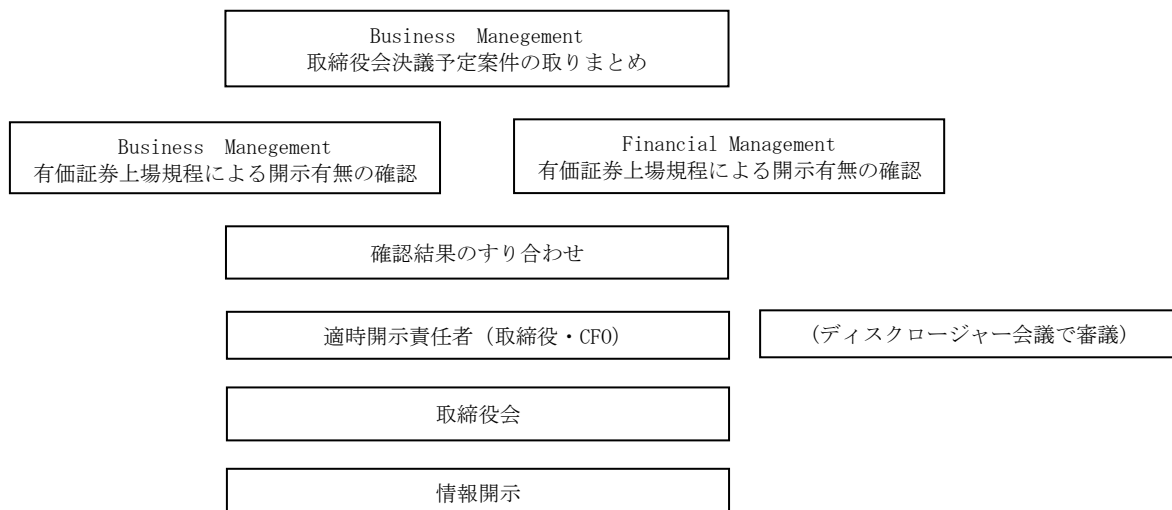 Business Manegement
取締役会決議予定案件の取りまとめ
Business Manegement
有価証券上場規程による開示有無の確認
Financial Management
有価証券上場規程による開示有無の確認
確認結果のすり合わせ
適時開示責任者（取締役・CFO）
(ディスクロージャー会議で審議)
取締役会
情報開示